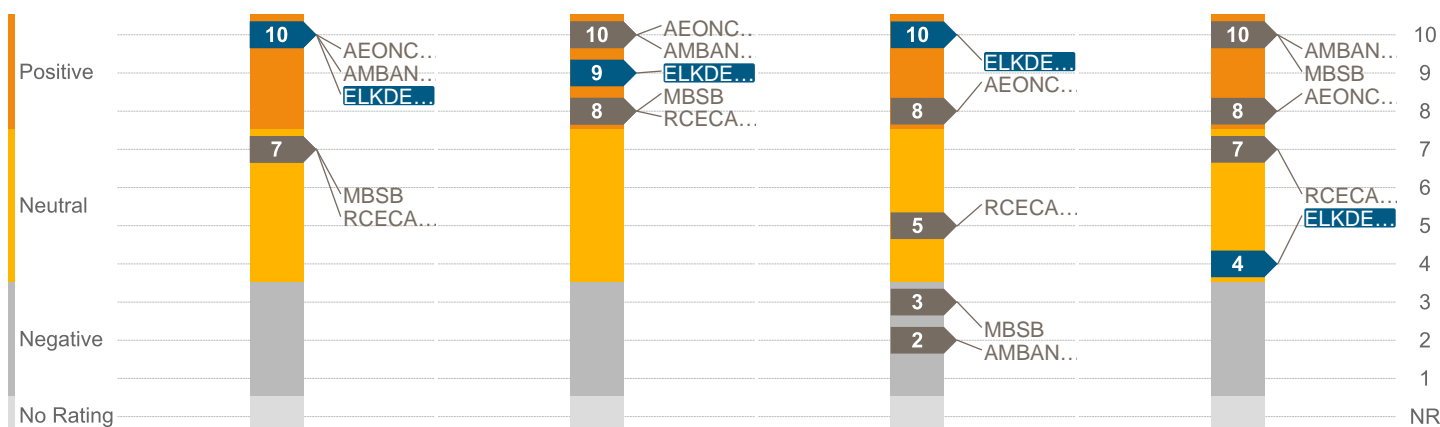 Positive
Neutral
Negative
No Rating
10
AEONC...
AMBAN...
ELKDE...
7
MBSB
RCECA...
10
AEONC...
AMBAN...
9
ELKDE...
8
MBSB
RCECA...
10
ELKDE...
8
AEONC...
5
RCECA...
3
MBSB
2
AMBAN...
10
AMBAN...
MBSB
8
AEONC...
7
RCECA...
4
ELKDE...
10
9
8
7
6
5
4
3
2
1
NR